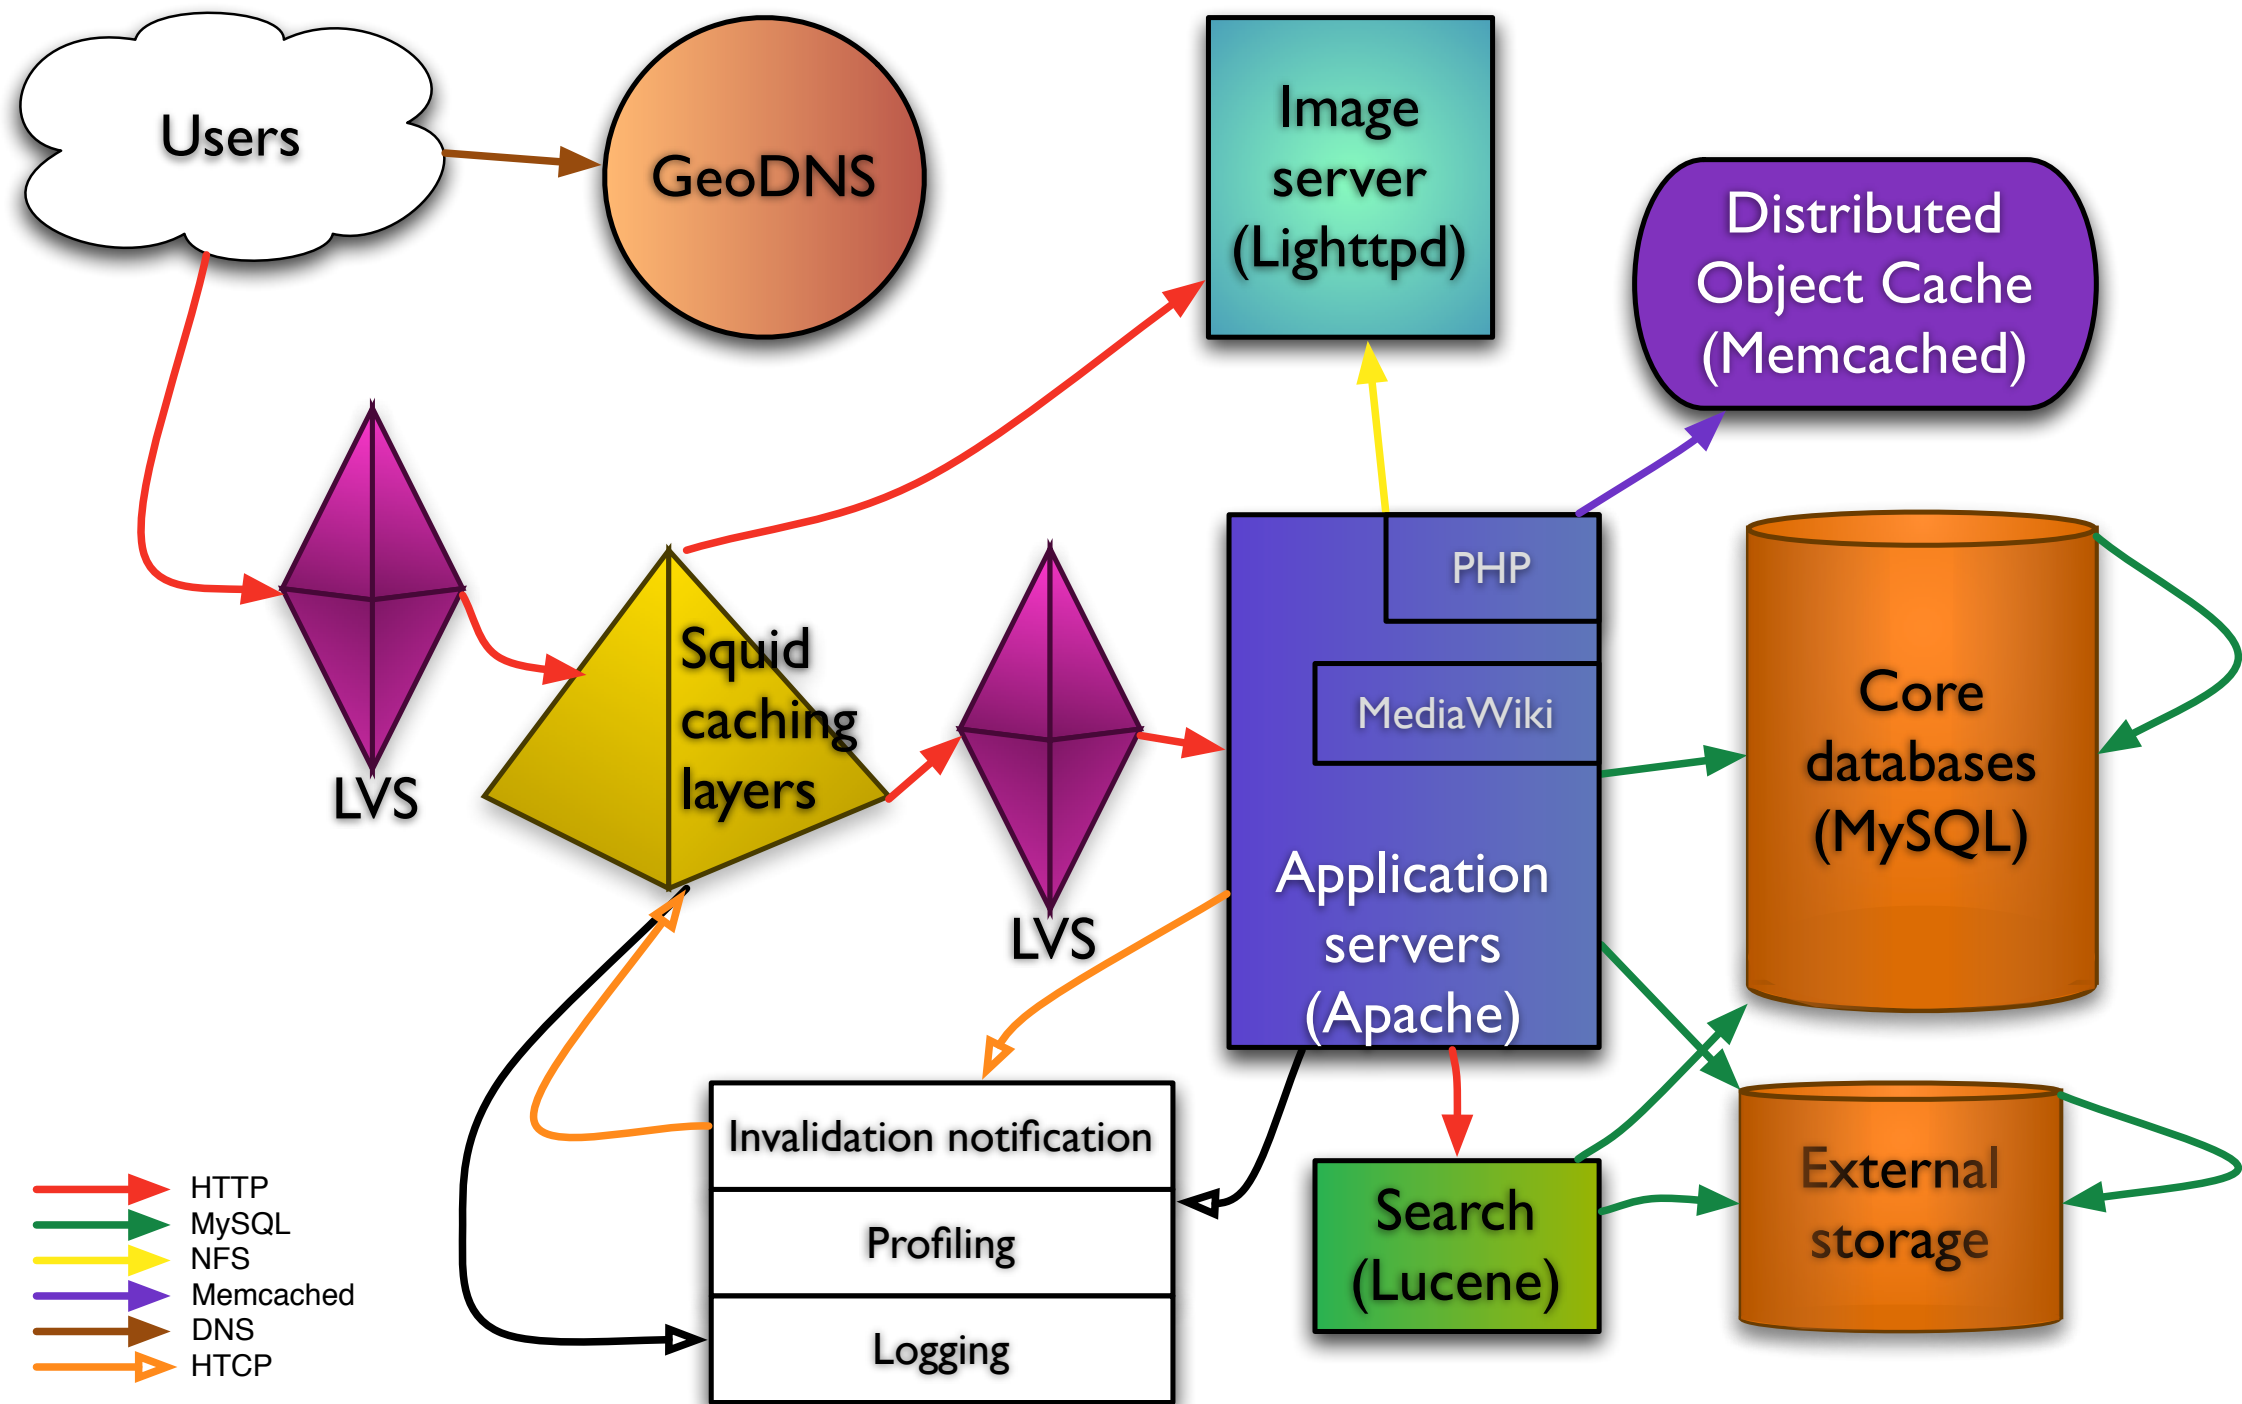 Users
GeoDNS
Image
server
(Lighttpd)
Distributed
Object Cache
(Memcached)
LVS
Squid
caching
layers
LVS
PHP
MediaWiki
Application
servers
(Apache)
Core
databases
(MySQL)
Invalidation notification
Profiling
Logging
Search
(Lucene)
External
storage
HTTP
MySQL
NFS
Memcached
DNS
HTCP